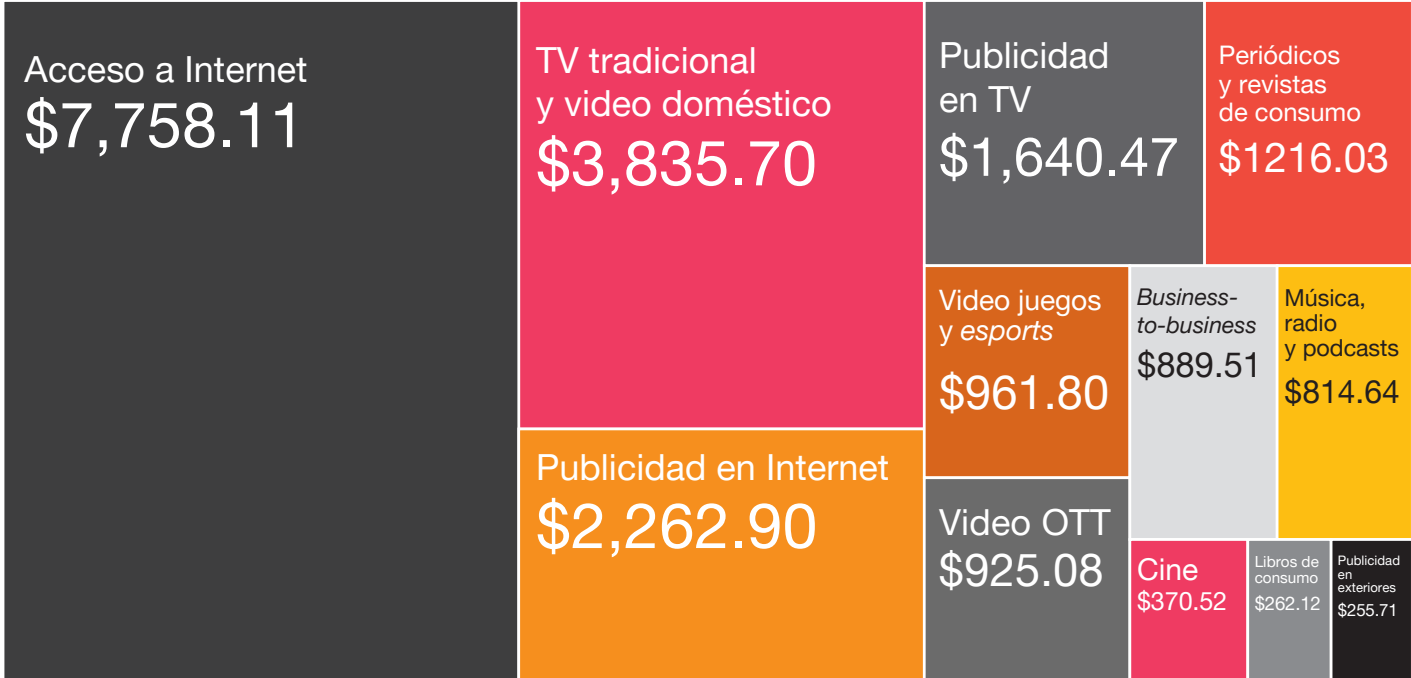 Acceso a Internet
$7,758.11
TV tradicional
y video doméstico
$3,835.70
Publicidad en Internet
$2,262.90
Publicidad
en TV
$1,640.47
Periódicos
y revistas
de consumo
$1216.03
Video juegos
y esports
$961.80
Business-
to-business
$889.51
Música,
radio
y podcasts
$814.64
Video OTT
$925.08
Cine
$370.52
Libros de
consumo
$262.12
Publicidad
en
exteriores
$255.71